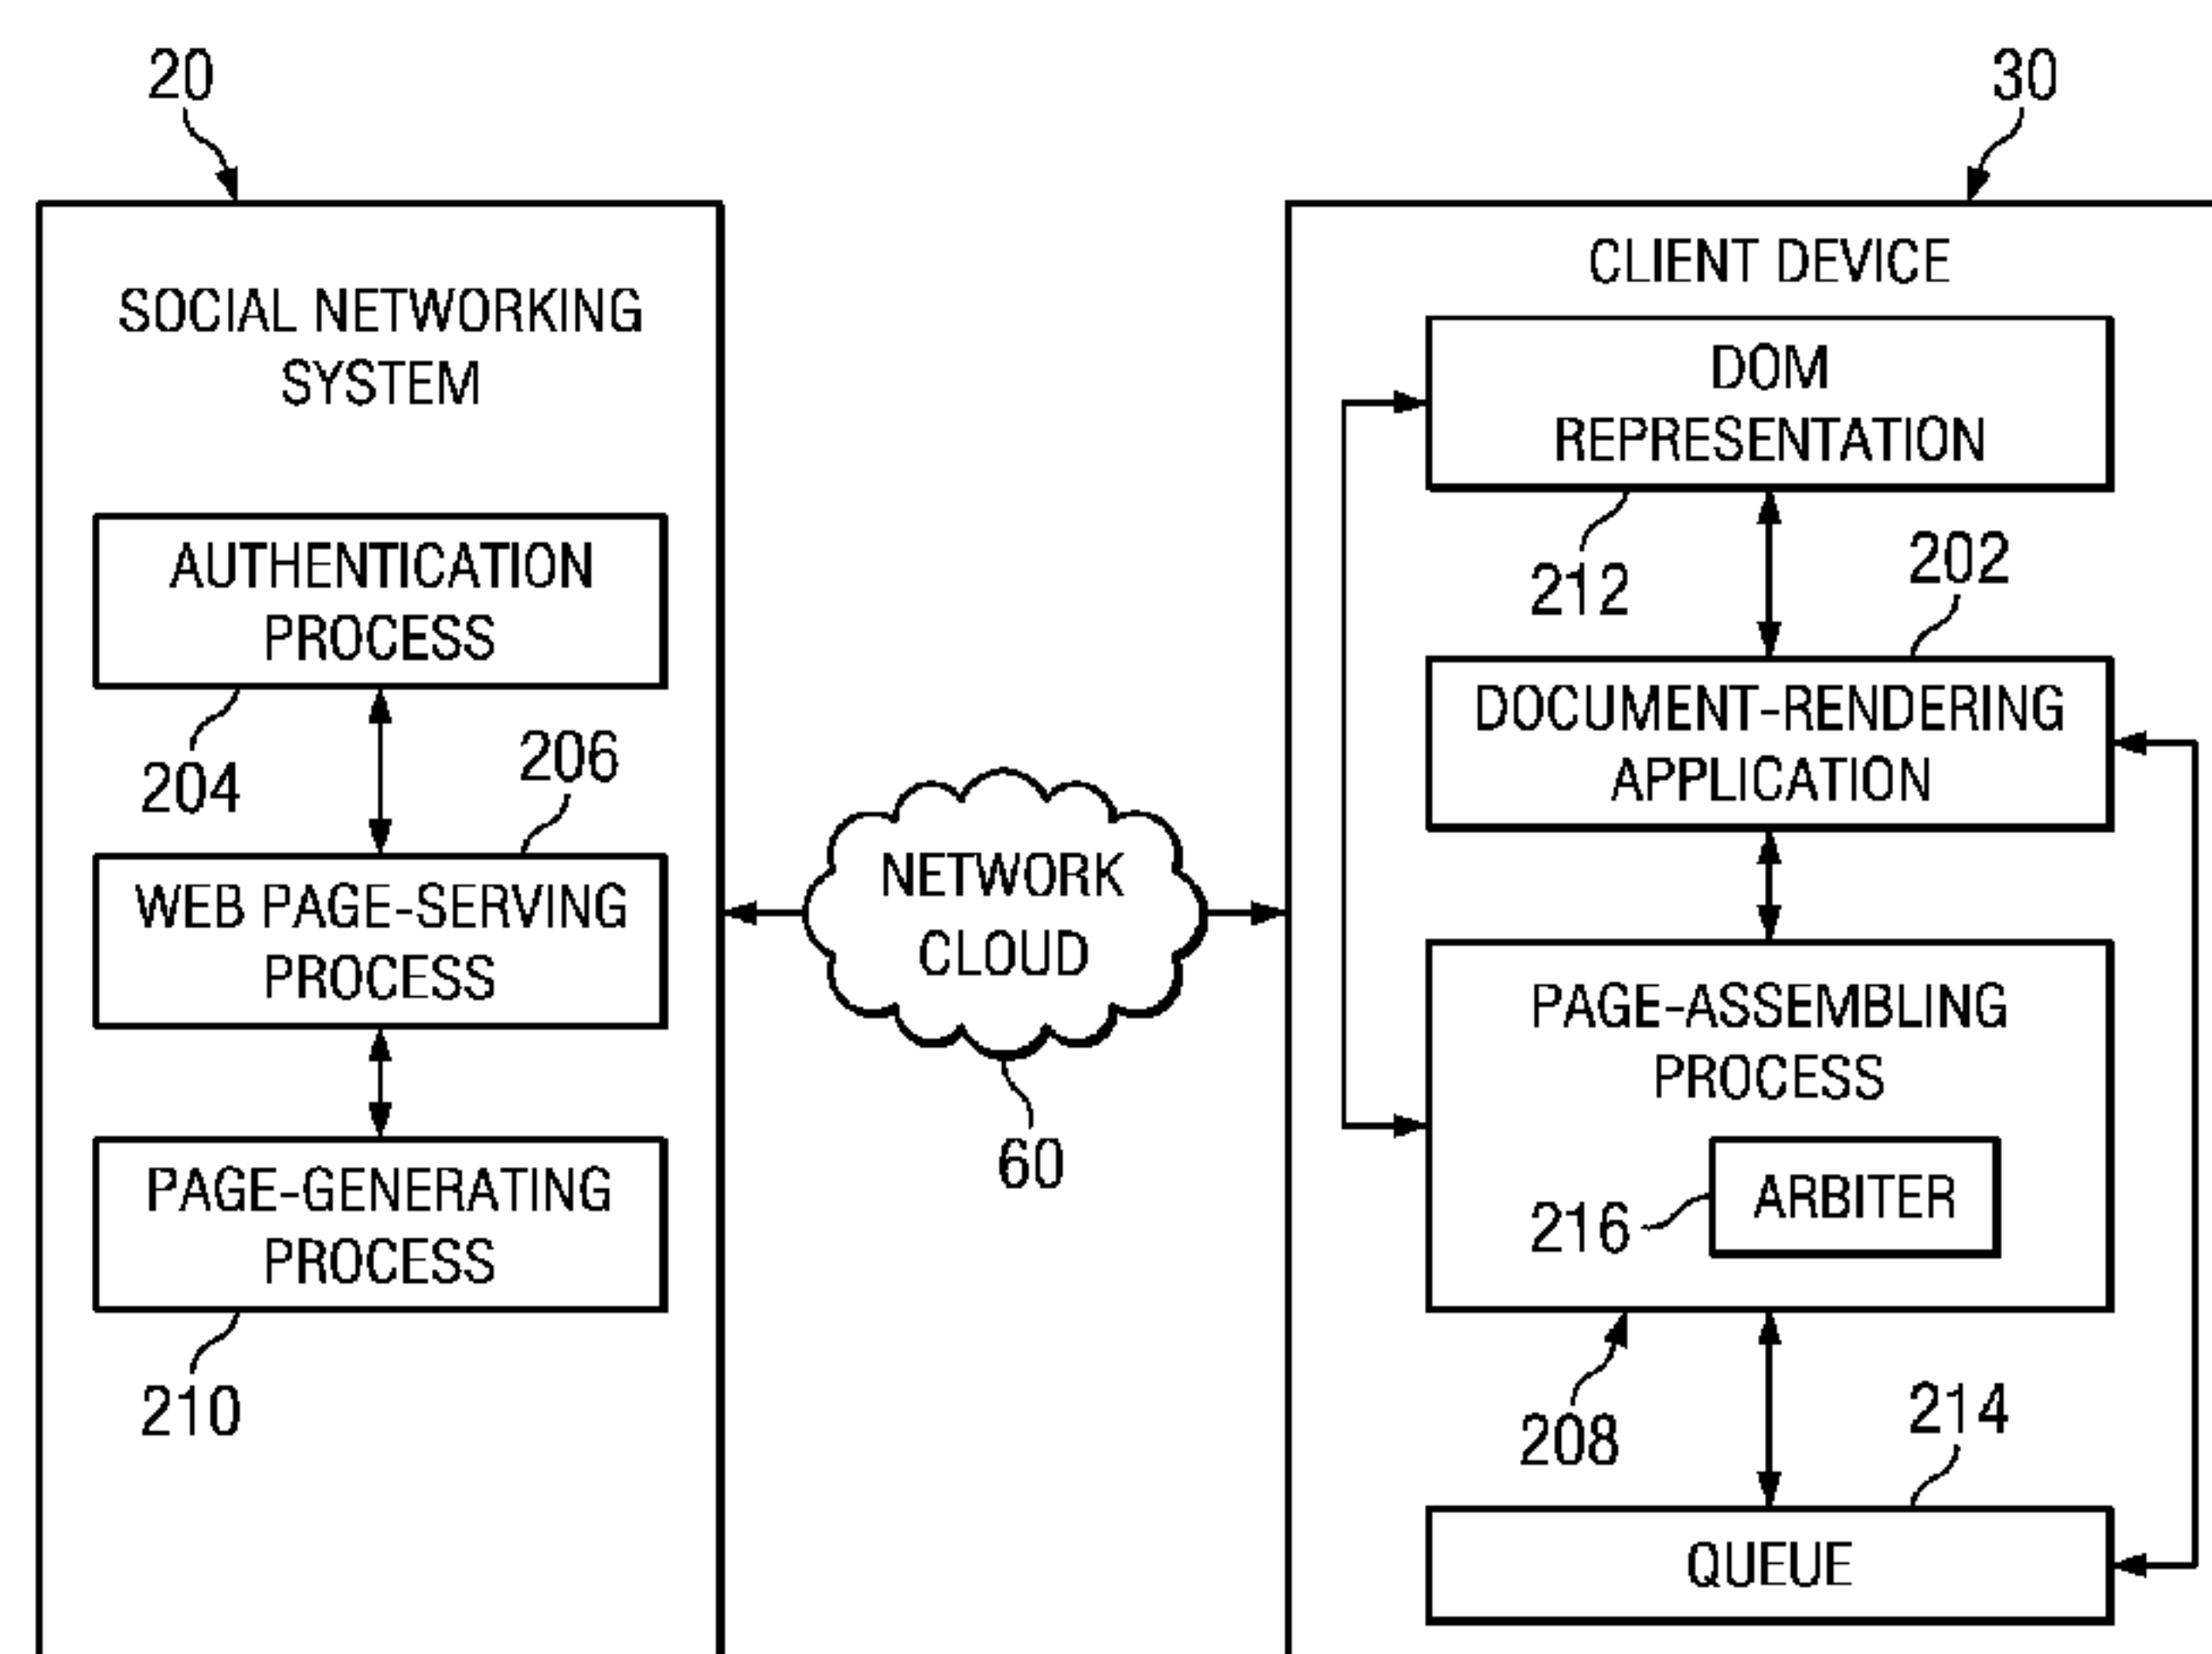 20
SOCIAL NETWORKING
SYSTEM
AUTHENTICATION
PROCESS
204
206
WEB PAGE-SERVING
PROCESS
PAGE-GENERATING
PROCESS
210
NETWORK
CLOUD
60
30
CLIENT DEVICE
DOM
REPRESENTATION
212
202
DOCUMENT-RENDERING
APPLICATION
PAGE-ASSEMBLING
PROCESS
216
ARBITER
208
214
QUEUE